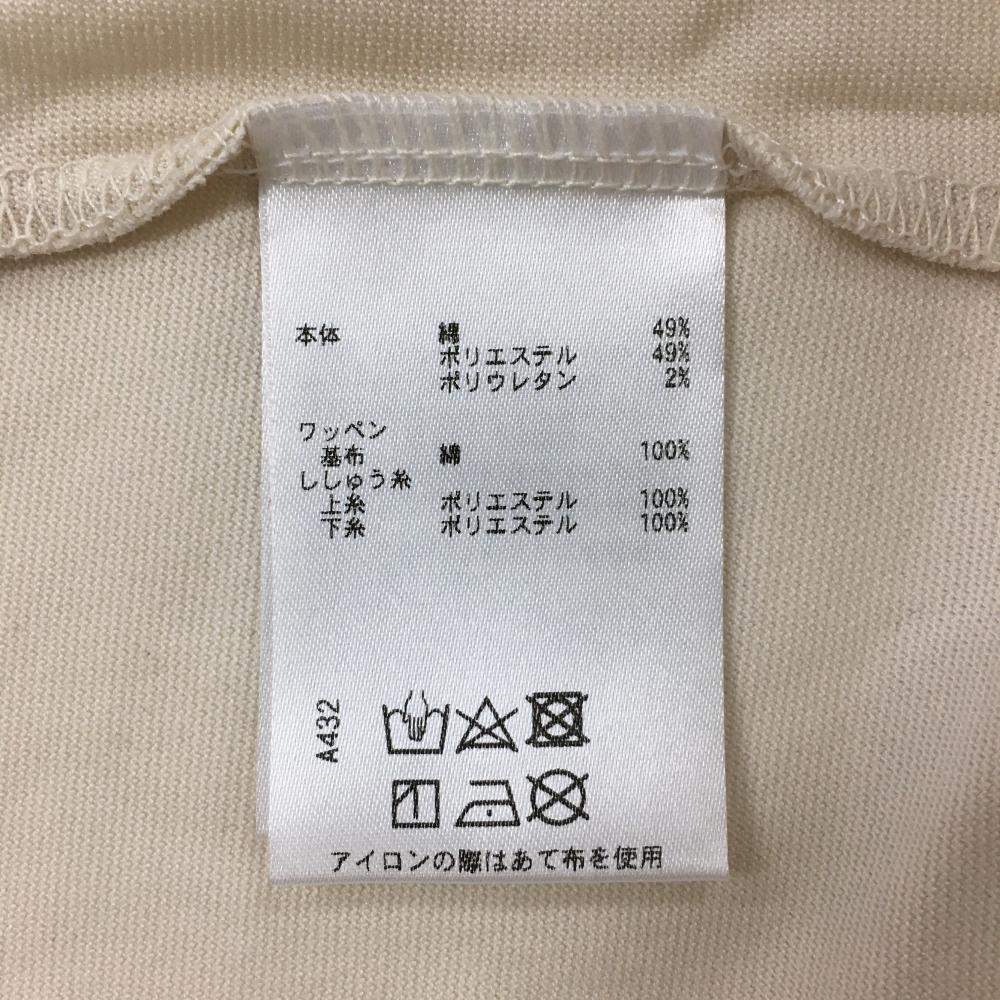 本体 綿 49%
ポリエステル 49%
ポリウレタン 2%
ワッペン
基布 綿 100%
ししゅう糸
上糸 ポリエステル 100%
下糸 ポリエステル 100%
A432
アイロンの際はあて布を使用